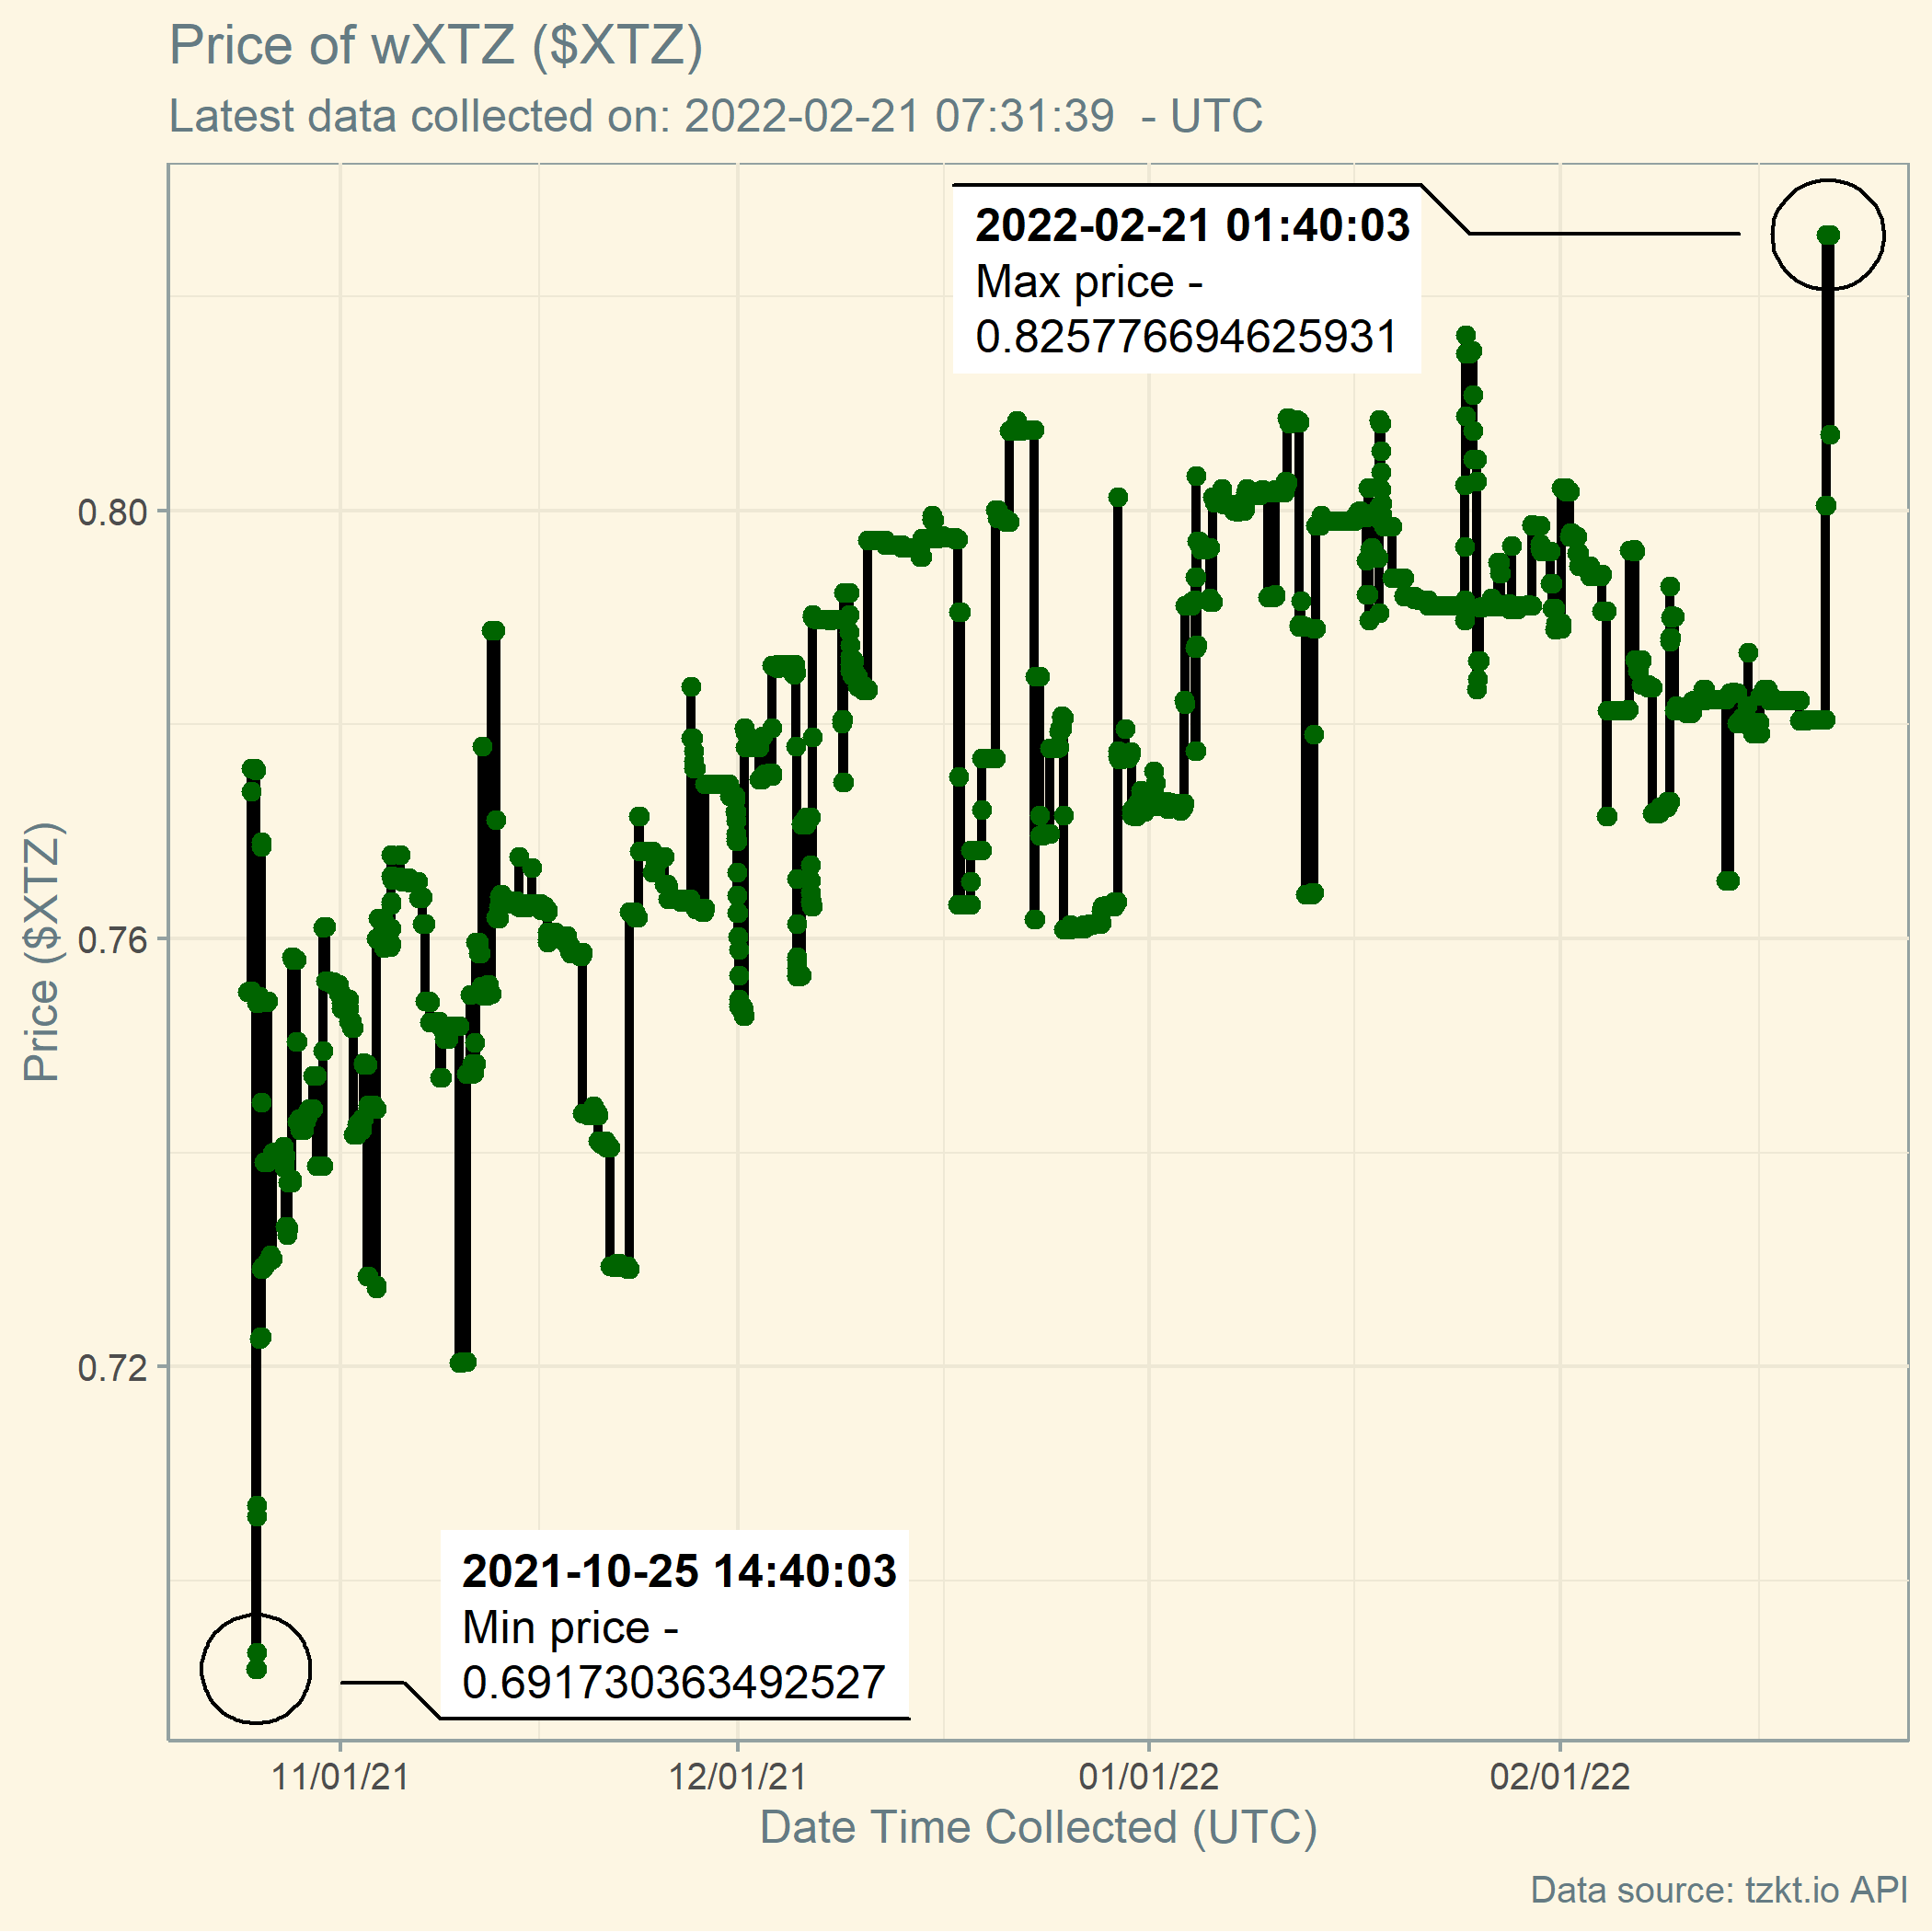 Price of wXTZ ($XTZ)
Latest data collected on: 2022-02-21 07:31:39  - UTC
2022-02-21 01:40:03
Max price -
0.825776694625931
0.80
0.76
0.72
Price ($XTZ)
2021-10-25 14:40:03
Min price -
0.691730363492527
11/01/21
12/01/21
01/01/22
02/01/22
Date Time Collected (UTC)
Data source: tzkt.io API